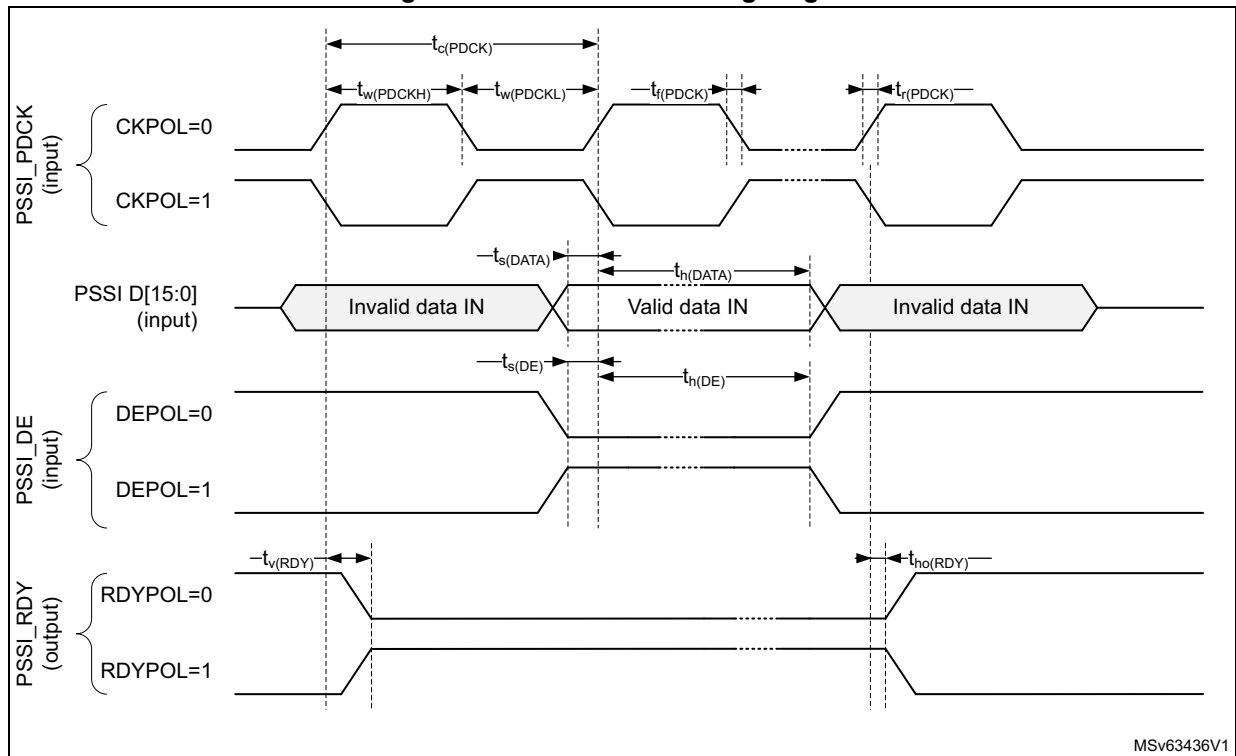 t_c(PDCK)
t_w(PDCKH)
t_w(PDCKL)
t_f(PDCK)
t_r(PDCK)
PSSI_PDCK
(input)
CKPOL=0
CKPOL=1
t_s(DATA)
t_h(DATA)
PSSI D[15:0]
(input)
Invalid data IN
Valid data IN
Invalid data IN
t_s(DE)
t_h(DE)
PSSI_DE
(input)
DEPOL=0
DEPOL=1
t_v(RDY)
t_ho(RDY)
PSSI_RDY
(output)
RDYPOL=0
RDYPOL=1
MSv63436V1